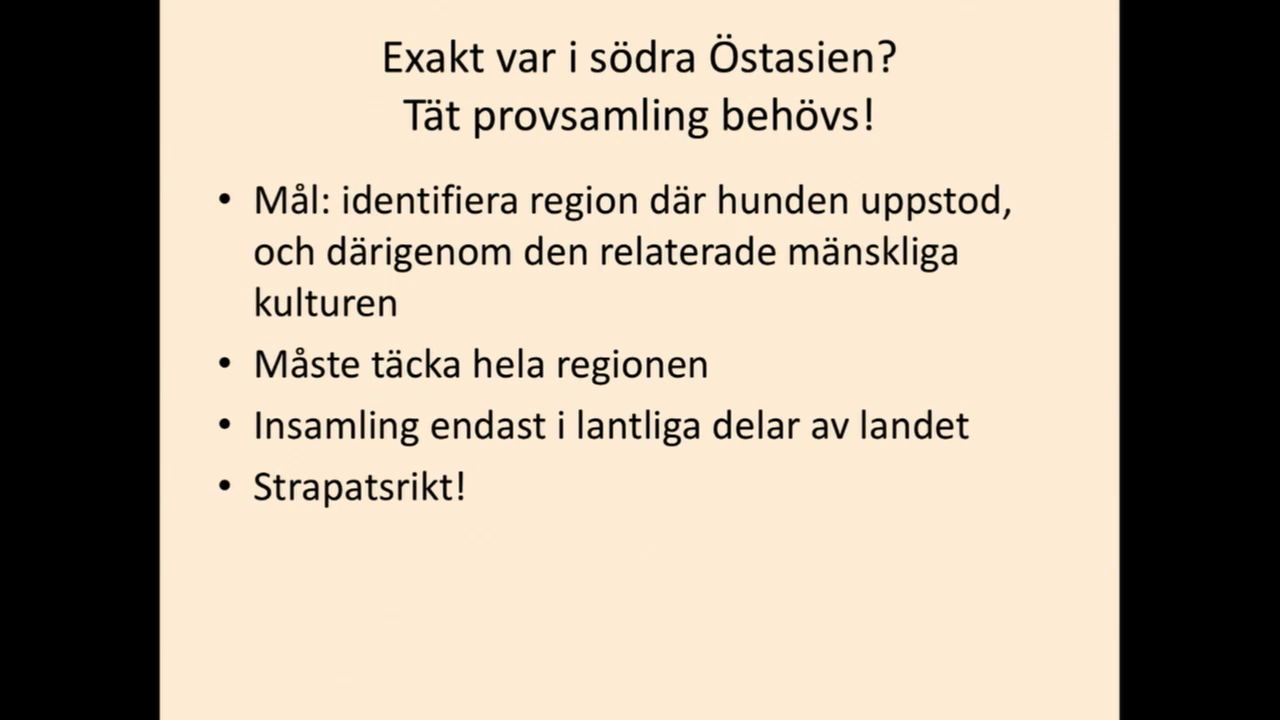 Exakt var i södra Östasien?
Tät provsamling behövs!
• Mål: identifiera region där hunden uppstod,
och därigenom den relaterade mänskliga
kulturen
• Måste täcka hela regionen
• Insamling endast i lantliga delar av landet
• Strapatsrikt!